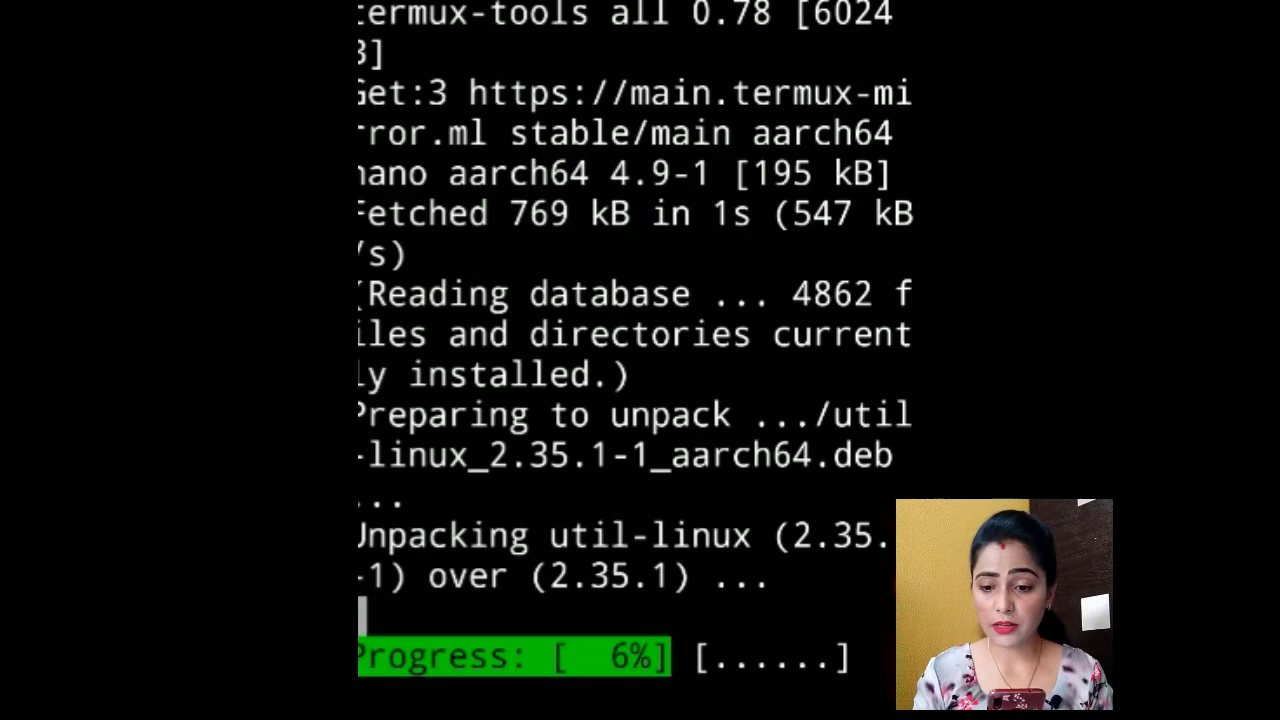 termux-tools all 0.78 [6024
B]
Get:3 https://main.termux-mi
rror.ml stable/main aarch64
nano aarch64 4.9-1 [195 kB]
Fetched 769 kB in 1s (547 kB
/s)
(Reading database ... 4862 f
iles and directories current
ly installed.)
Preparing to unpack .../util
-linux_2.35.1-1_aarch64.deb
...
Unpacking util-linux (2.35.
-1) over (2.35.1) ...
Progress: [   6%] [......]